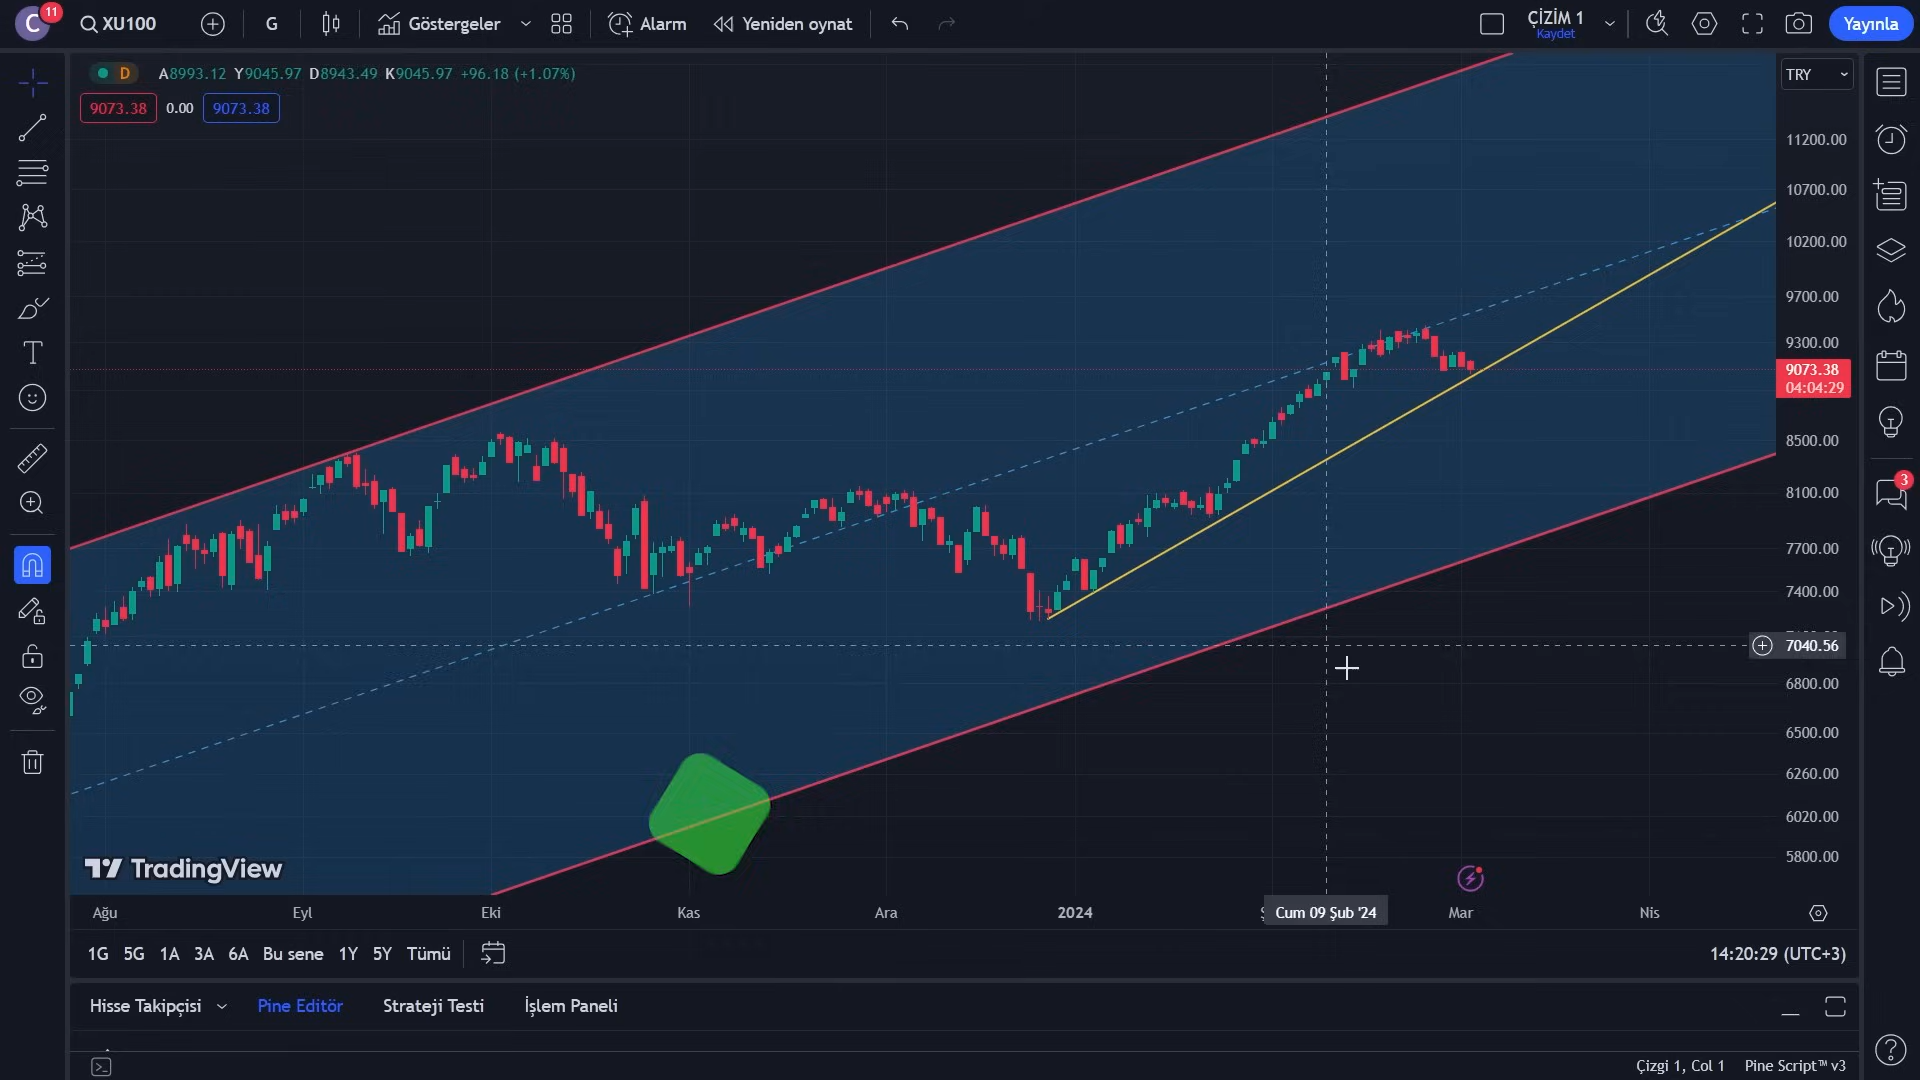 C 11 XU100 G Göstergeler Alarm Yeniden oynat ÇİZİM 1 Yayınla
Kaydet
D A8993.12 Y9045.97 D8943.49 K9045.97 +96.18 (+1.07%) TRY
9073.38 0.00 9073.38
11200.00
10700.00
10200.00
9700.00
9300.00
9073.38
04:04:29
8500.00
8100.00
3
7700.00
7400.00
7040.56
6800.00
6500.00
6260.00
6020.00
5800.00
TradingView
Ağu Eyl Eki Kas Ara 2024 Cum 09 Şub '24 Mar Nis
1G 5G 1A 3A 6A Bu sene 1Y 5Y Tümü 14:20:29 (UTC+3)
Hisse Takipçisi Pine Editör Strateji Testi İşlem Paneli
Çizgi 1, Col 1 Pine Script™ v3